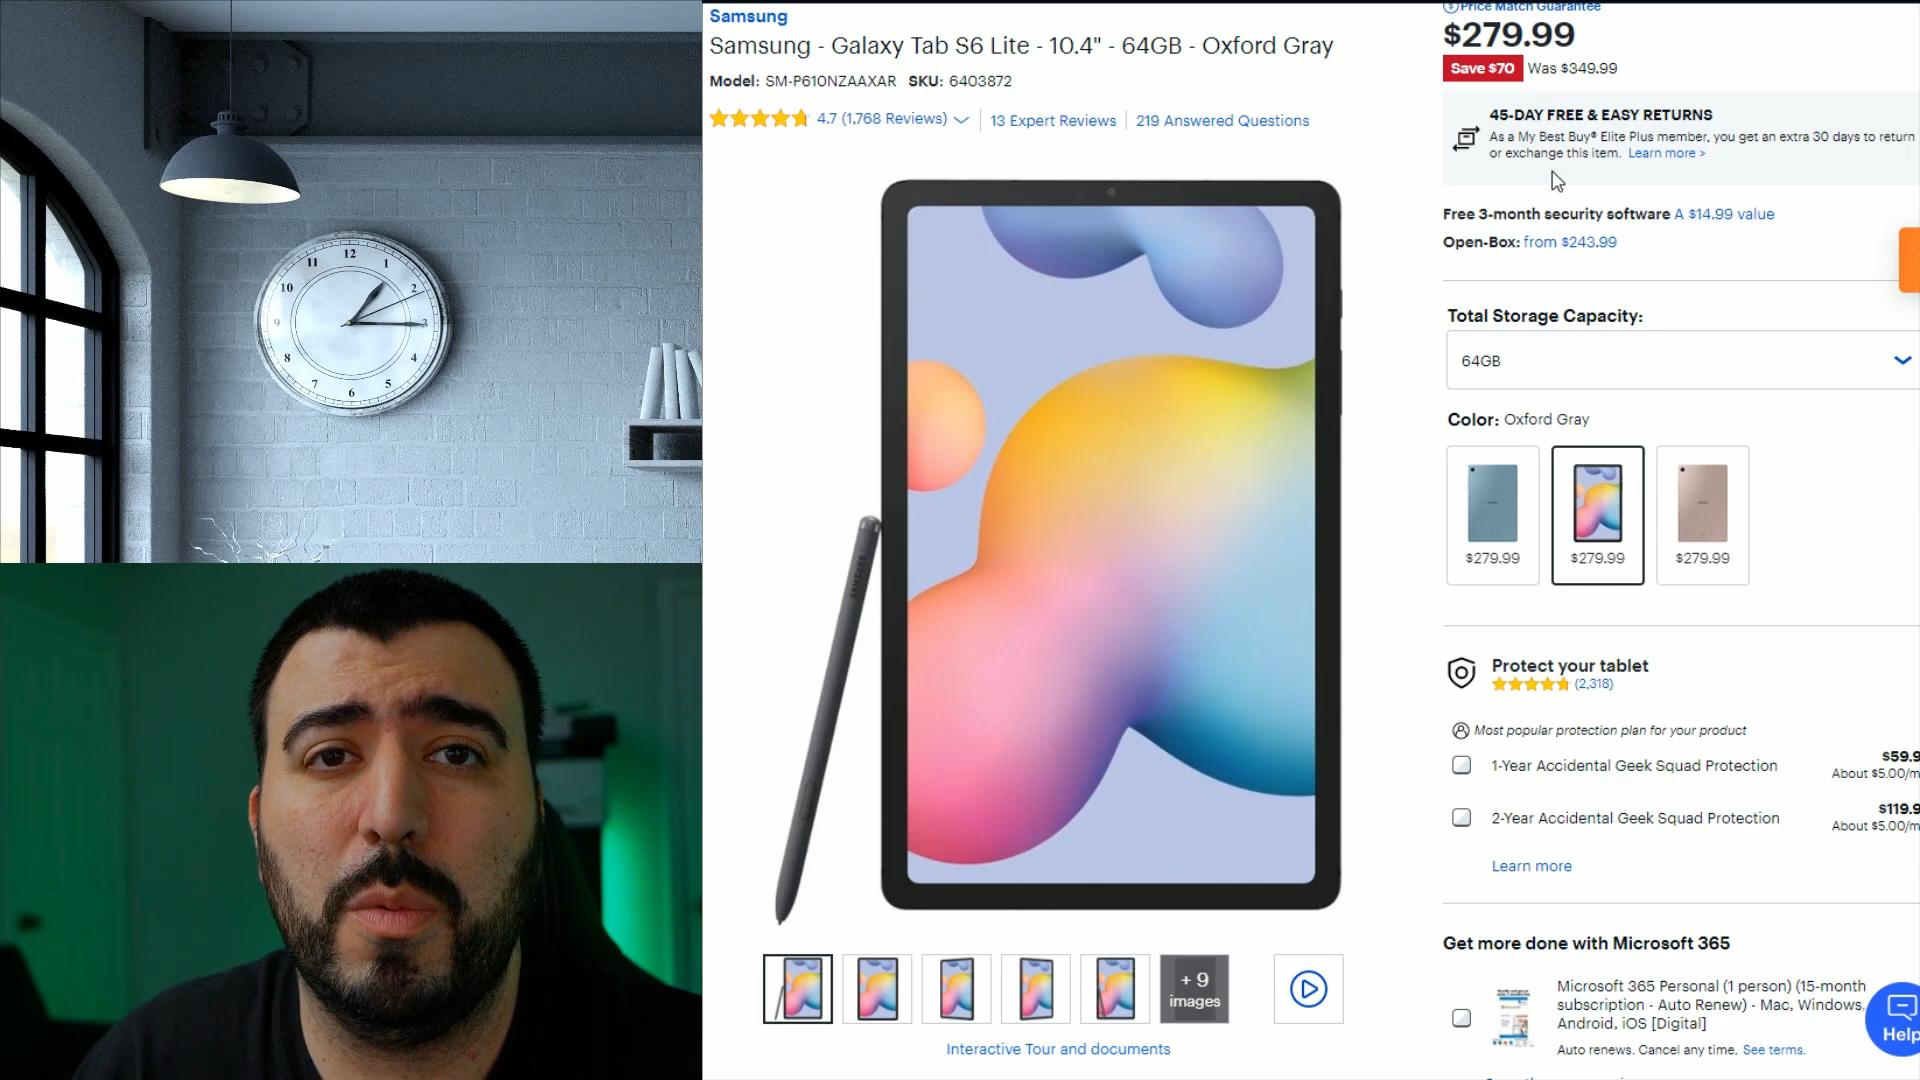 12
11
1
10
2
9
3
8
4
7
5
6
Samsung
Samsung - Galaxy Tab S6 Lite - 10.4" - 64GB - Oxford Gray
Model: SM-P610NZAAXAR SKU: 6403872
4.7 (1,768 Reviews)
13 Expert Reviews
219 Answered Questions
SAMSUNG
+ 9
images
Interactive Tour and documents
Price Match Guarantee
$279.99
Save $70 Was $349.99
45-DAY FREE & EASY RETURNS
As a My Best Buy® Elite Plus member, you get an extra 30 days to return
or exchange this item. Learn more >
Free 3-month security software A $14.99 value
Open-Box: from $243.99
Total Storage Capacity:
64GB
Color: Oxford Gray
$279.99
$279.99
$279.99
Protect your tablet
(2,318)
Most popular protection plan for your product
1-Year Accidental Geek Squad Protection
$59.9
About $5.00/m
2-Year Accidental Geek Squad Protection
$119.9
About $5.00/m
Learn more
Get more done with Microsoft 365
Microsoft 365 Personal (1 person) (15-month
subscription - Auto Renew) - Mac, Windows,
Android, iOS [Digital]
Auto renews. Cancel any time. See terms.
Help